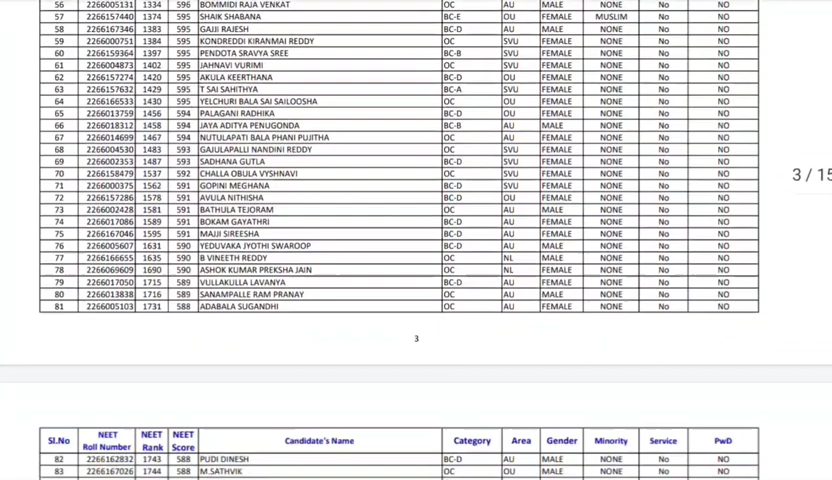 56 2266005131 1334 596 BOMMIDI RAJA VENKAT OC AU MALE NONE No NO
57 2266157440 1374 595 SHAIK SHABANA BC-E OU FEMALE MUSLIM No NO
58 2266167346 1383 595 GAJJI RAJESH BC-D AU MALE NONE No NO
59 2266000751 1384 595 KONDREDDI KIRANMAI REDDY OC SVU FEMALE NONE No NO
60 2266159364 1397 595 PENDOTA SRAVYA SREE BC-B SVU FEMALE NONE No NO
61 2266004873 1402 595 JAHNAVI VURIMI OC SVU FEMALE NONE No NO
62 2266157274 1420 595 AKULA KEERTHANA BC-D OU FEMALE NONE No NO
63 2266157632 1429 595 T SAI SAHITHYA BC-A SVU FEMALE NONE No NO
64 2266166533 1430 595 YELCHURI BALA SAI SAILOOSHA OC OU FEMALE NONE No NO
65 2266013759 1456 594 PALAGANI RADHIKA BC-D OU FEMALE NONE No NO
66 2266018312 1458 594 JAYA ADITYA PENUGONDA BC-B AU MALE NONE No NO
67 2266014699 1467 594 NUTULAPATI BALA PHANI PUJITHA OC AU FEMALE NONE No NO
68 2266004530 1483 593 GAJULAPALLI NANDINI REDDY OC SVU FEMALE NONE No NO
69 2266002353 1487 593 SADHANA GUTLA BC-D SVU FEMALE NONE No NO
70 2266158479 1537 592 CHALLA OBULA VYSHNAVI OC SVU FEMALE NONE No NO
71 2266000375 1562 591 GOPINI MEGHANA BC-D SVU FEMALE NONE No NO
72 2266157286 1578 591 AVULA NITHISHA BC-D OU FEMALE NONE No NO
73 2266002428 1581 591 BATHULA TEJORAM OC AU MALE NONE No NO
74 2266017086 1589 591 BOKAM GAYATHRI BC-D AU FEMALE NONE No NO
75 2266167046 1595 591 MAJJI SIREESHA BC-D AU FEMALE NONE No NO
76 2266005607 1631 590 YEDUVAKA JYOTHI SWAROOP BC-D AU MALE NONE No NO
77 2266166655 1635 590 B VINEETH REDDY OC NL MALE NONE No NO
78 2266069609 1690 590 ASHOK KUMAR PREKSHA JAIN OC NL FEMALE NONE No NO
79 2266017050 1715 589 VULLAKULLA LAVANYA BC-D AU FEMALE NONE No NO
80 2266013838 1716 589 SANAMPALLE RAM PRANAY OC AU MALE NONE No NO
81 2266005103 1731 588 ADABALA SUGANDHI OC AU FEMALE NONE No NO
3 / 15
3
Sl.No NEET Roll Number NEET Rank NEET Score Candidate's Name Category Area Gender Minority Service PwD
82 2266162832 1743 588 PUDI DINESH BC-D AU MALE NONE No NO
83 2266167026 1744 588 M.SATHVIK OC OU MALE NONE No NO